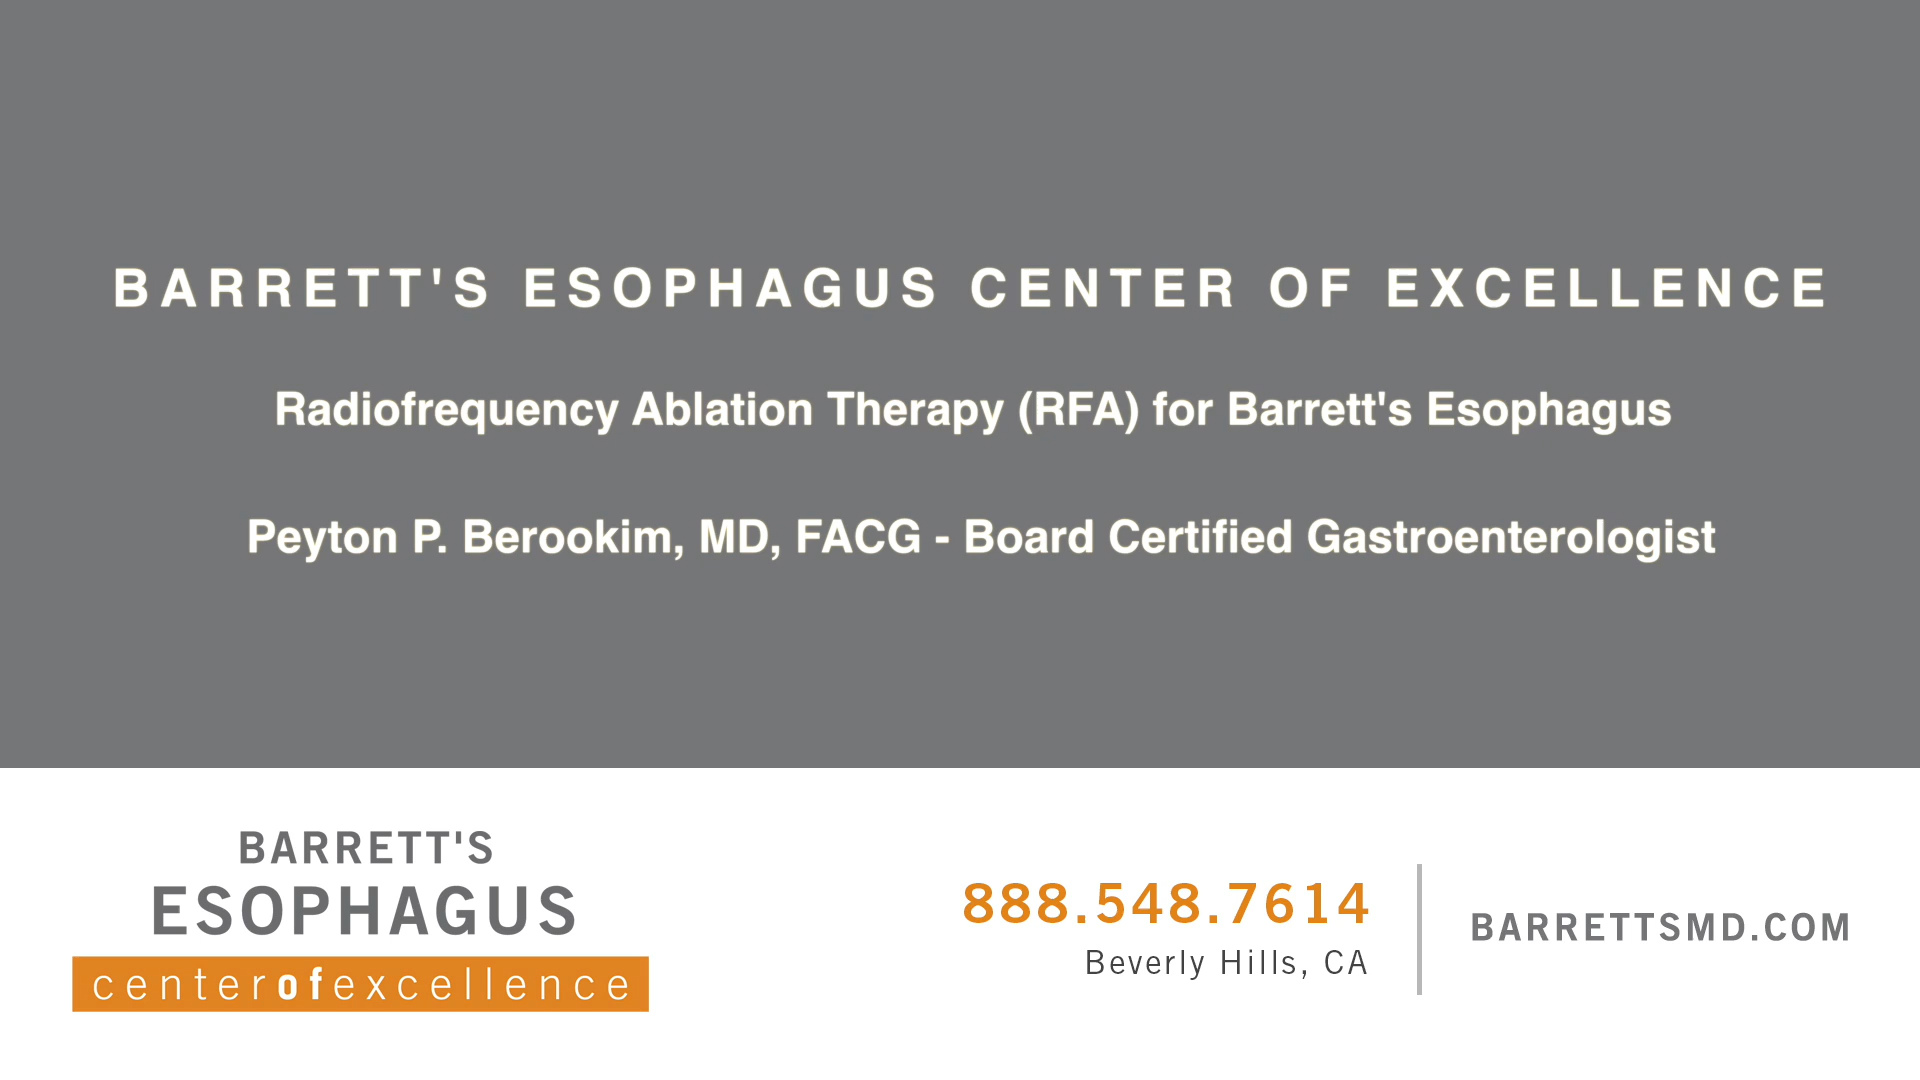 BARRETT'S ESOPHAGUS CENTER OF EXCELLENCE
Radiofrequency Ablation Therapy (RFA) for Barrett's Esophagus
Peyton P. Berookim, MD, FACG - Board Certified Gastroenterologist
BARRETT'S
ESOPHAGUS
centerofexcellence
888.548.7614
Beverly Hills, CA
BARRETTSMD.COM